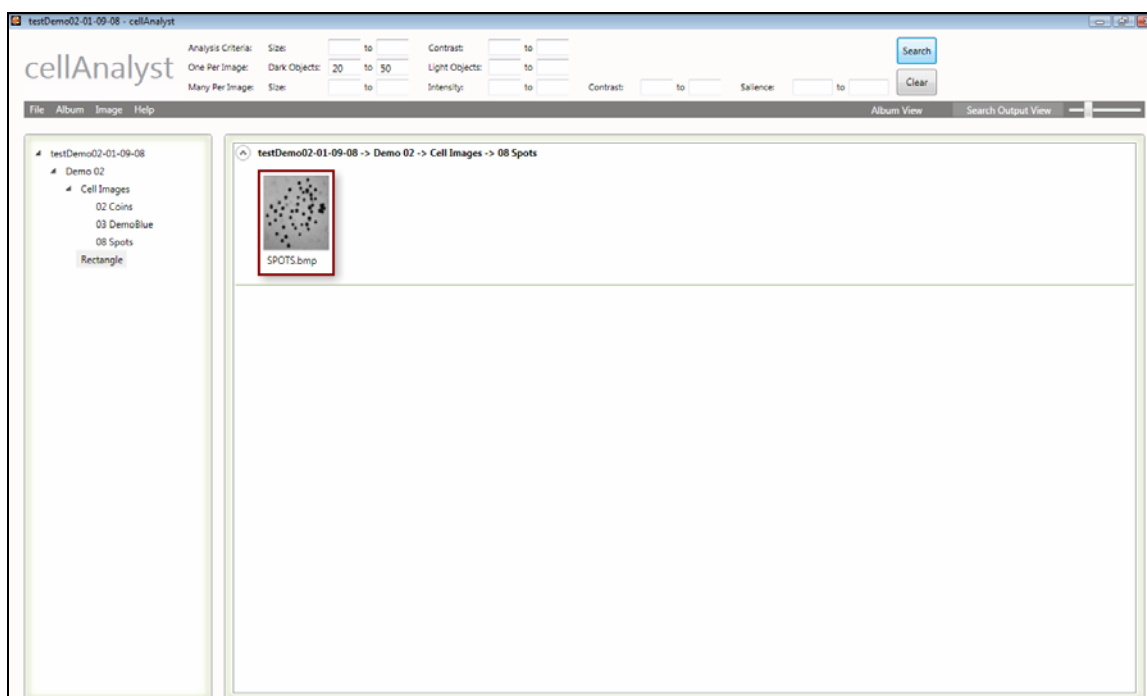 testDemo02-01-09-08 - cellAnalyst
cellAnalyst
Analysis Criteria: Size: to Contrast: to
One Per Image: Dark Objects: 20 to 50 Light Objects: to
Many Per Image: Size: to Intensity: to Contrast: to Salience: to
Search
Clear
File Album Image Help Album View Search Output View
testDemo02-01-09-08
Demo 02
Cell Images
02 Coins
03 DemoBlue
08 Spots
Rectangle
testDemo02-01-09-08 -> Demo 02 -> Cell Images -> 08 Spots
SPOTS.bmp